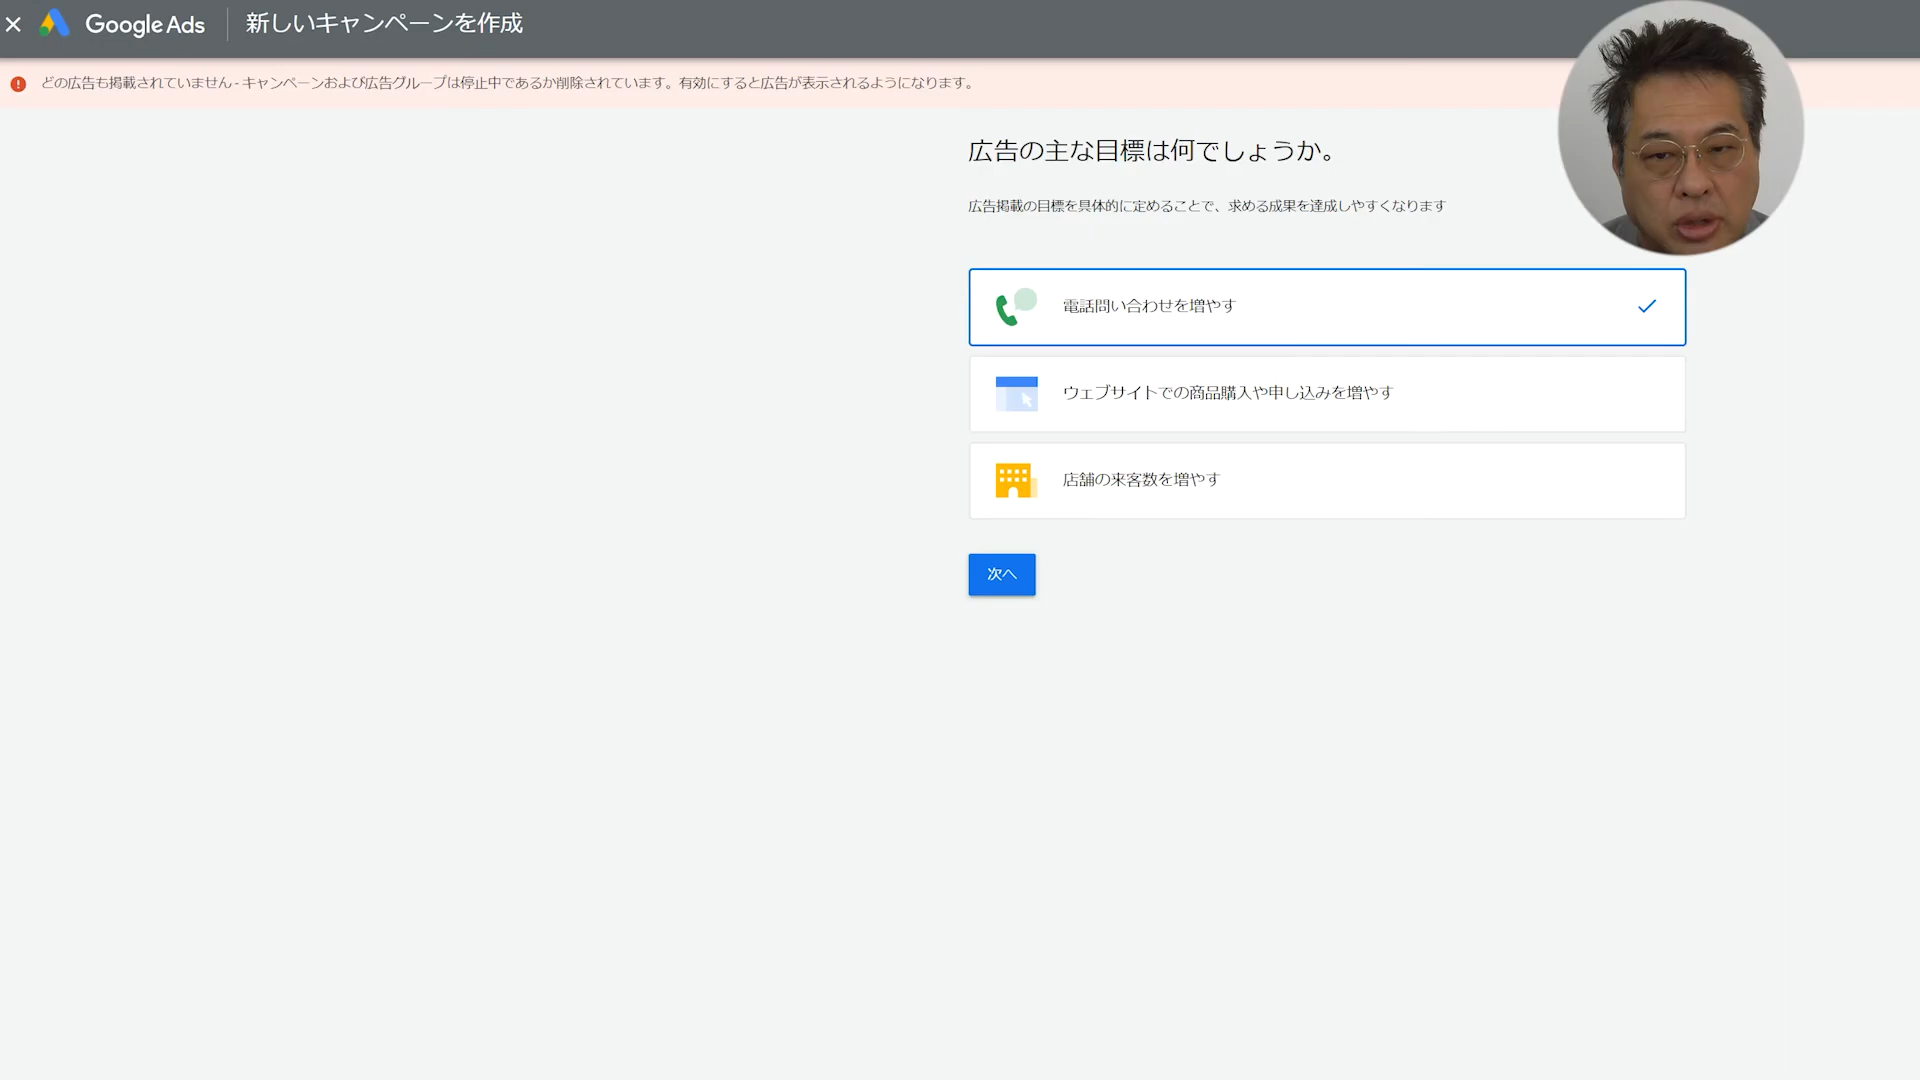 Google Ads
新しいキャンペーンを作成
どの広告も掲載されていません - キャンペーンおよび広告グループは停止中であるか削除されています。有効にすると広告が表示されるようになります。
広告の主な目標は何でしょうか。
広告掲載の目標を具体的に定めることで、求める成果を達成しやすくなります
電話問い合わせを増やす
ウェブサイトでの商品購入や申し込みを増やす
店舗の来客数を増やす
次へ